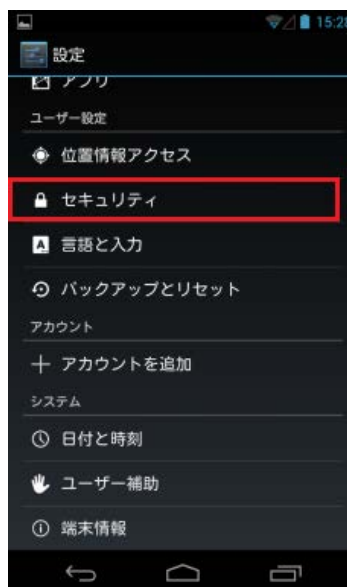 15:28
設定
アプリ
ユーザー設定
位置情報アクセス
セキュリティ
言語と入力
バックアップとリセット
アカウント
アカウントを追加
システム
日付と時刻
ユーザー補助
端末情報